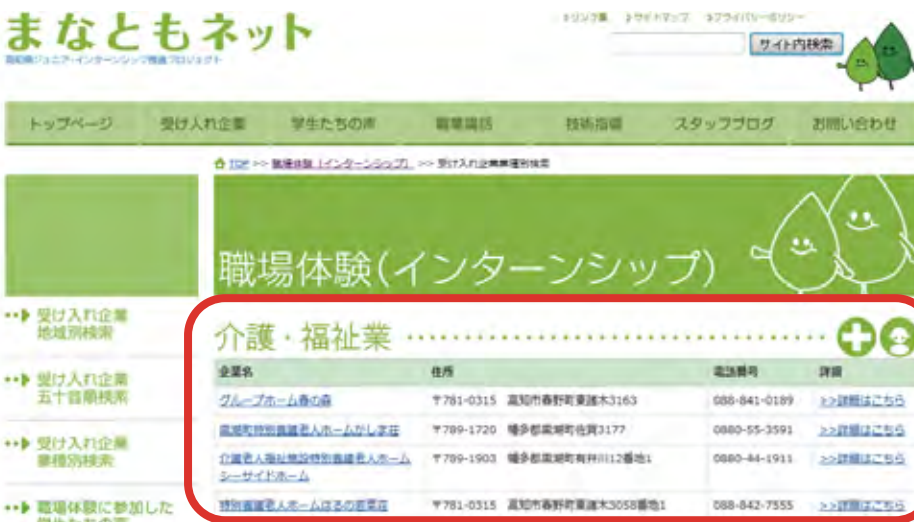 まなともネット
高知県ジュニア・インターンシップ推進プロジェクト
リンク集 サイトマップ プライバシーポリシー
サイト内検索
トップページ 受け入れ企業 学生たちの声 職業講話 技術指導 スタッフブログ お問い合わせ
TOP >> 職場体験(インターンシップ) >> 受け入れ企業業種別検索
職場体験(インターンシップ)
受け入れ企業
地域別検索
受け入れ企業
五十音順検索
受け入れ企業
業種別検索
職場体験に参加した
学生たちの声
介護・福祉業
企業名 住所 電話番号 詳細
グループホーム春の森 〒781-0315 高知市春野町東諸木3163 088-841-0189 >>詳細はこちら
黒潮町特別養護老人ホームかしま荘 〒789-1720 幡多郡黒潮町佐賀3177 0880-55-3591 >>詳細はこちら
介護老人福祉施設特別養護老人ホーム
シーサイドホーム 〒789-1903 幡多郡黒潮町有井川12番地1 0880-44-1911 >>詳細はこちら
特別養護老人ホームはるの若菜荘 〒781-0315 高知市春野町東諸木3058番地1 088-842-7555 >>詳細はこちら